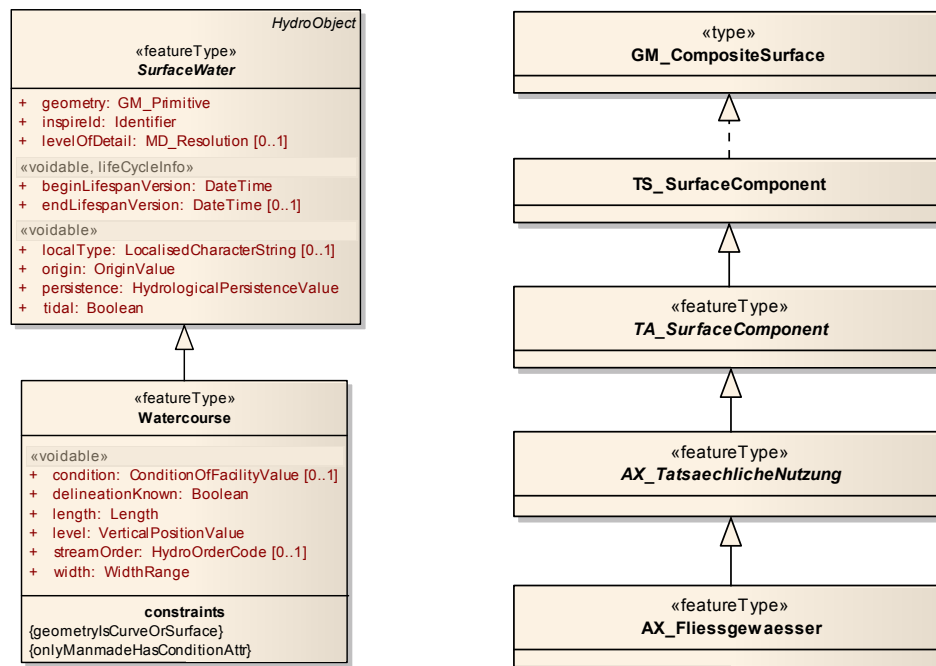 HydroObject
«featureType»
SurfaceWater
+ geometry: GM_Primitive
+ inspireId: Identifier
+ levelOfDetail: MD_Resolution [0..1]
«voidable, lifeCycleInfo»
+ beginLifespanVersion: DateTime
+ endLifespanVersion: DateTime [0..1]
«voidable»
+ localType: LocalisedCharacterString [0..1]
+ origin: OriginValue
+ persistence: HydrologicalPersistenceValue
+ tidal: Boolean
«featureType»
Watercourse
«voidable»
+ condition: ConditionOfFacilityValue [0..1]
+ delineationKnown: Boolean
+ length: Length
+ level: VerticalPositionValue
+ streamOrder: HydroOrderCode [0..1]
+ width: WidthRange
constraints
{geometryIsCurveOrSurface}
{onlyManmadeHasConditionAttr}
«type»
GM_CompositeSurface
TS_SurfaceComponent
«featureType»
TA_SurfaceComponent
«featureType»
AX_TatsaechlicheNutzung
«featureType»
AX_Fliessgewaesser